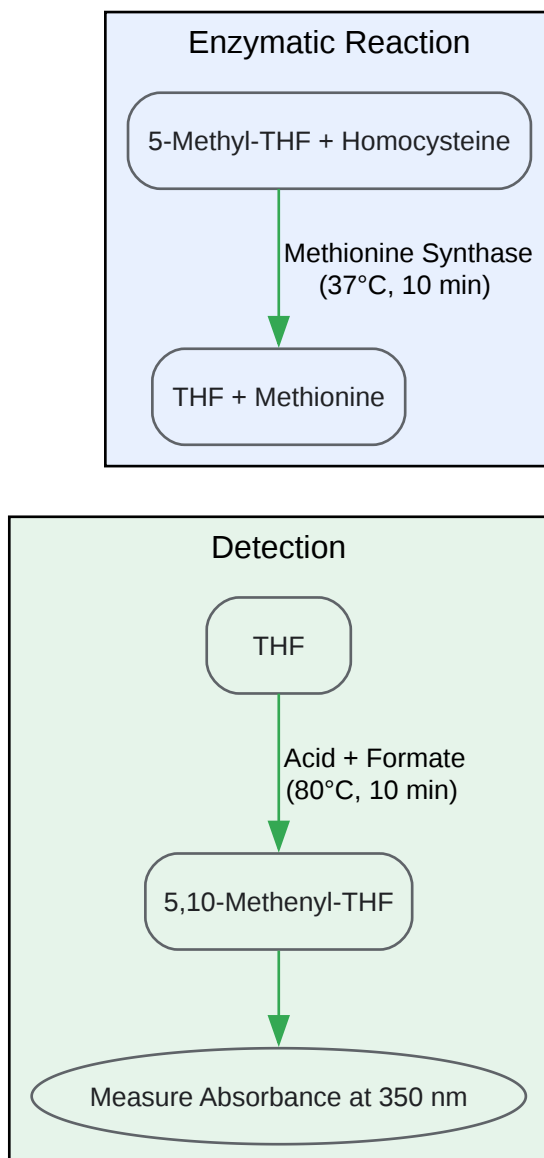 Enzymatic Reaction
5-Methyl-THF + Homocysteine
Methionine Synthase
(37°C, 10 min)
THF + Methionine
Detection
THF
Acid + Formate
(80°C, 10 min)
5,10-Methenyl-THF
Measure Absorbance at 350 nm